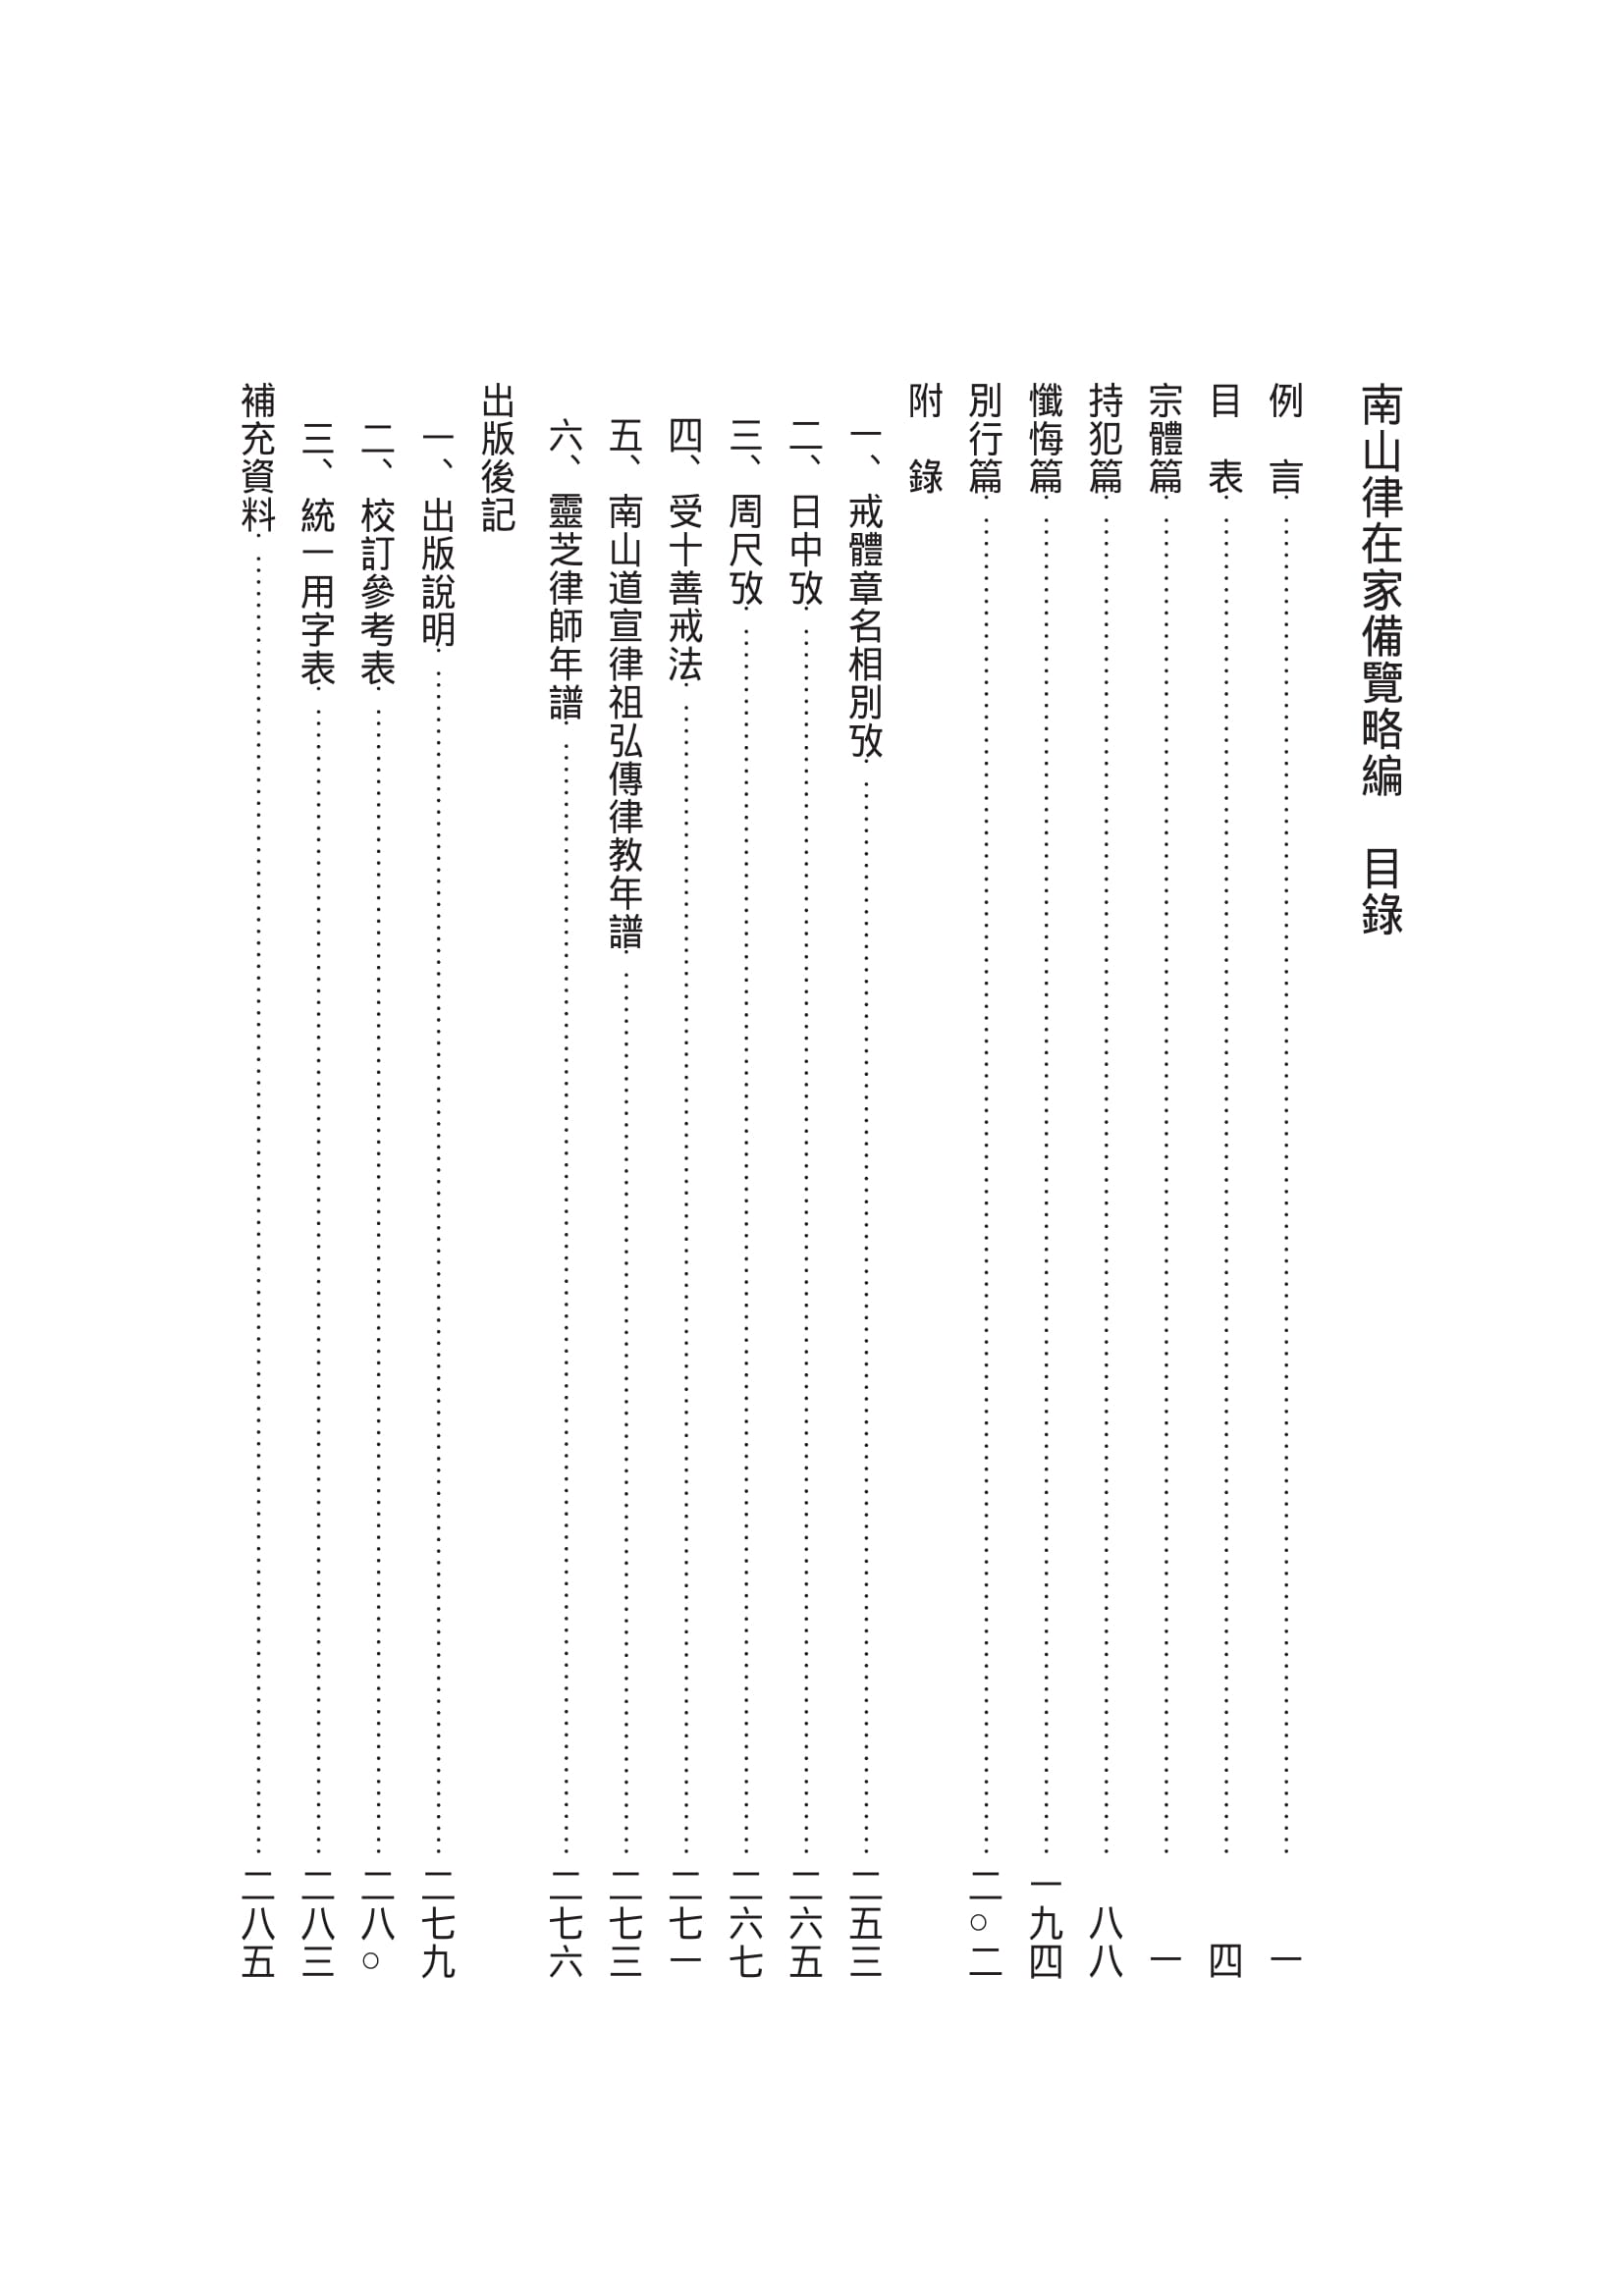 南山律在家備覽略編　目錄
例　言……一
目　表……四
宗體篇……一
持犯篇……八八
懺悔篇……一九四
別行篇……二○二
附　錄
一、戒體章名相別攷……二五三
二、日中攷……二六五
三、周尺攷……二六七
四、受十善戒法……二七一
五、南山道宣律祖弘傳律教年譜……二七三
六、靈芝律師年譜……二七六
出版後記
一、出版說明……二七九
二、校訂參考表……二八○
三、統一用字表……二八三
補充資料……二八五